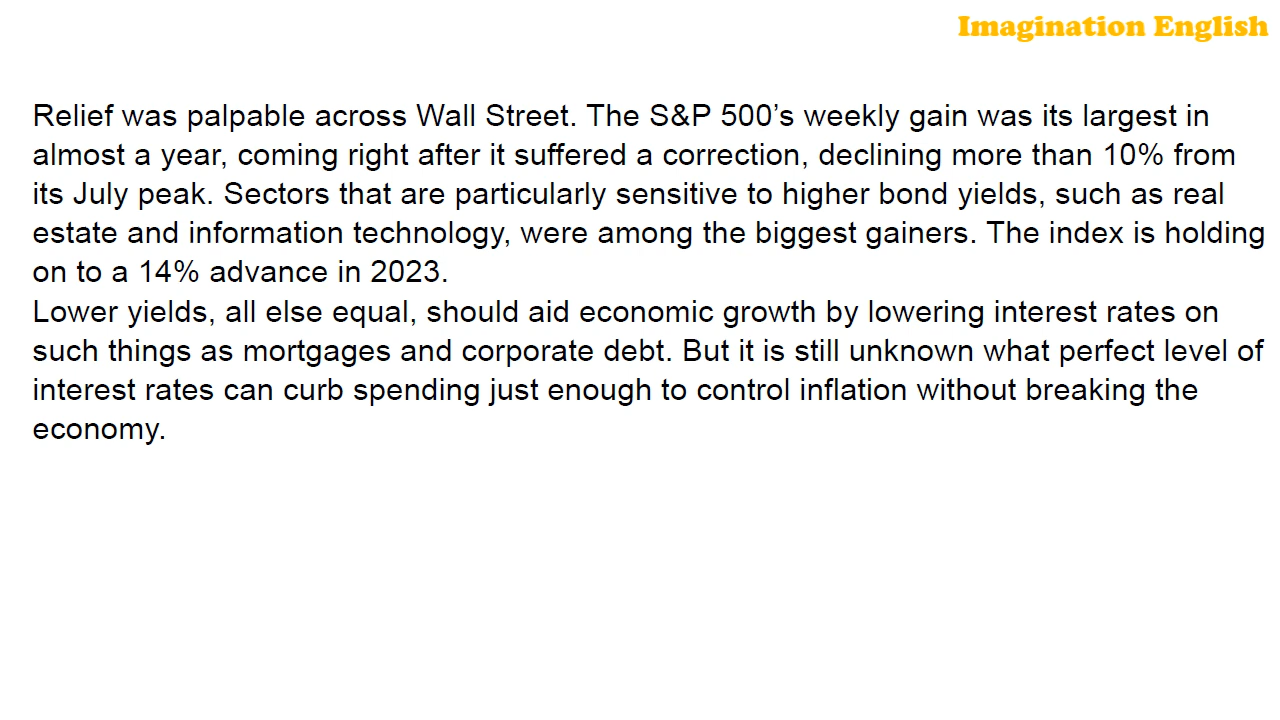 Imagination English
Relief was palpable across Wall Street. The S&P 500’s weekly gain was its largest in
almost a year, coming right after it suffered a correction, declining more than 10% from
its July peak. Sectors that are particularly sensitive to higher bond yields, such as real
estate and information technology, were among the biggest gainers. The index is holding
on to a 14% advance in 2023.
Lower yields, all else equal, should aid economic growth by lowering interest rates on
such things as mortgages and corporate debt. But it is still unknown what perfect level of
interest rates can curb spending just enough to control inflation without breaking the
economy.